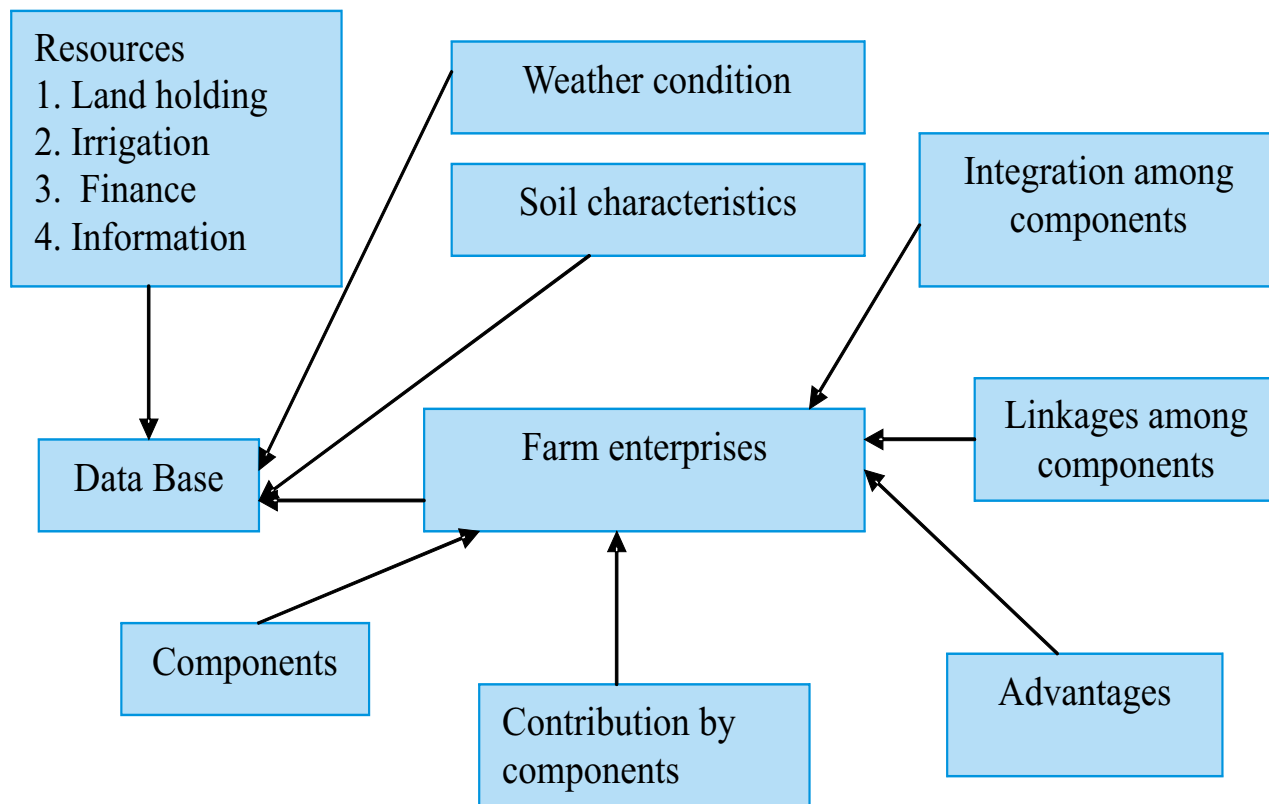 Resources
1. Land holding
2. Irrigation
3. Finance
4. Information
Weather condition
Soil characteristics
Integration among
components
Data Base
Farm enterprises
Linkages among
components
Components
Contribution by
components
Advantages